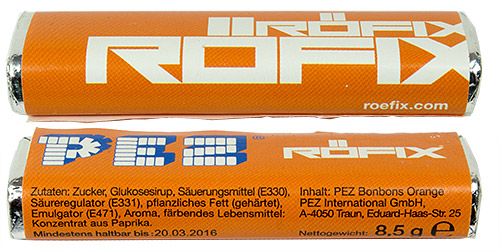 RÖFIX
RÖFIX
roefix.com
PEZ ® RÖFIX
Zutaten: Zucker, Glukosesirup, Säuerungsmittel (E330),
Säureregulator (E331), pflanzliches Fett (gehärtet),
Emulgator (E471), Aroma, färbendes Lebensmittel:
Konzentrat aus Paprika.
Mindestens haltbar bis:20.03.2016
Inhalt: PEZ Bonbons Orange
PEZ International GmbH,
A-4050 Traun, Eduard-Haas-Str. 25
Nettogewicht: 8,5 g e